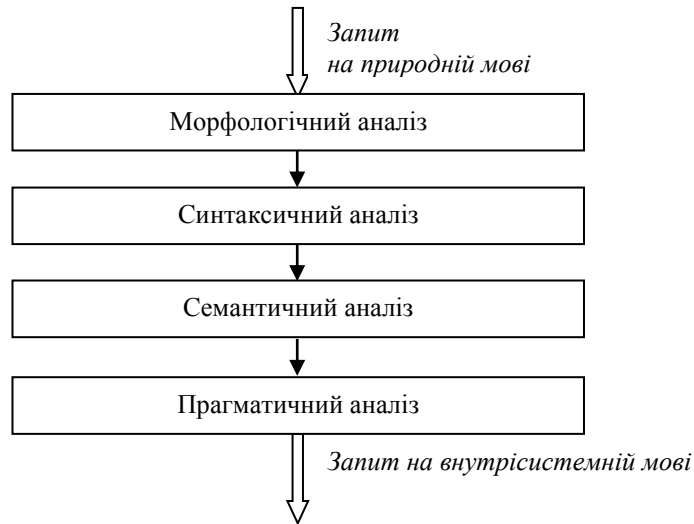 Запит
на природній мові
Морфологічний аналіз
Синтаксичний аналіз
Семантичний аналіз
Прагматичний аналіз
Запит на внутрісистемній мові